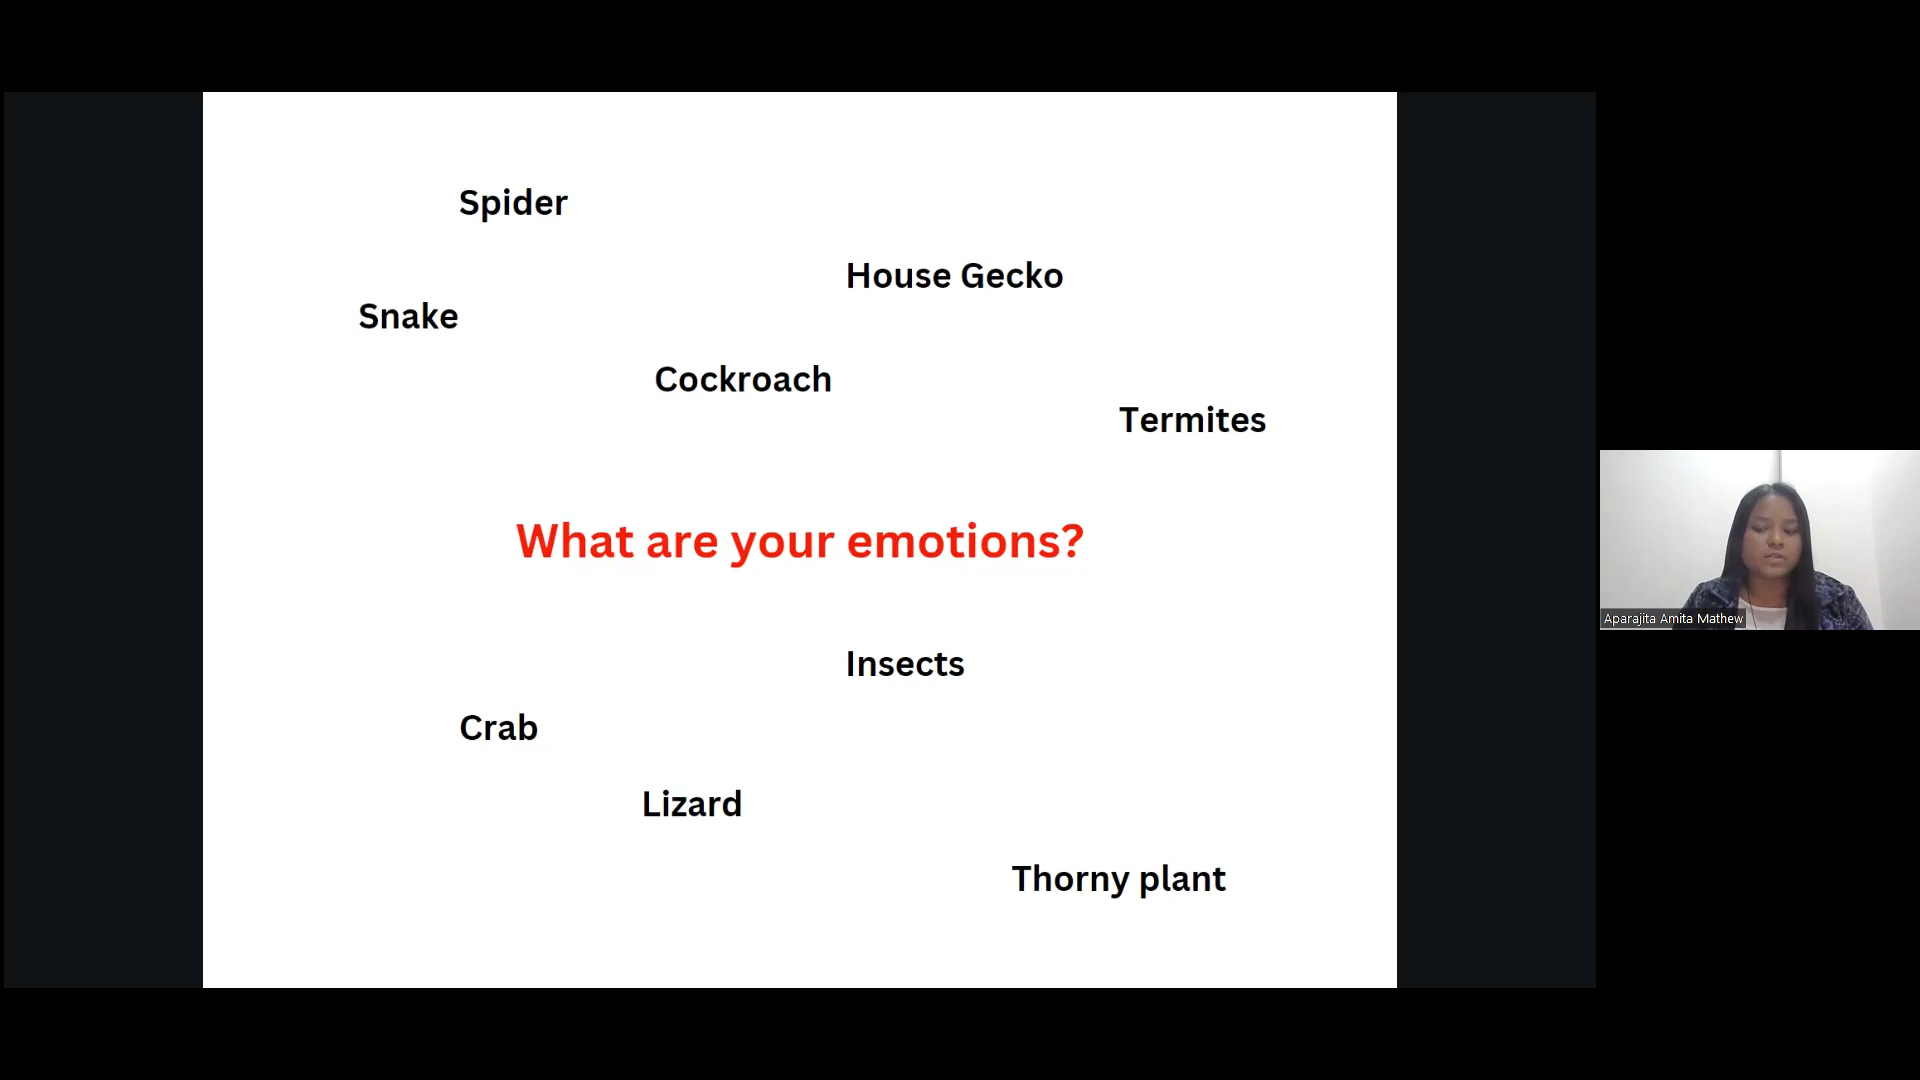 Spider
House Gecko
Snake
Cockroach
Termites
What are your emotions?
Insects
Crab
Lizard
Thorny plant
Aparajita Amita Mathew